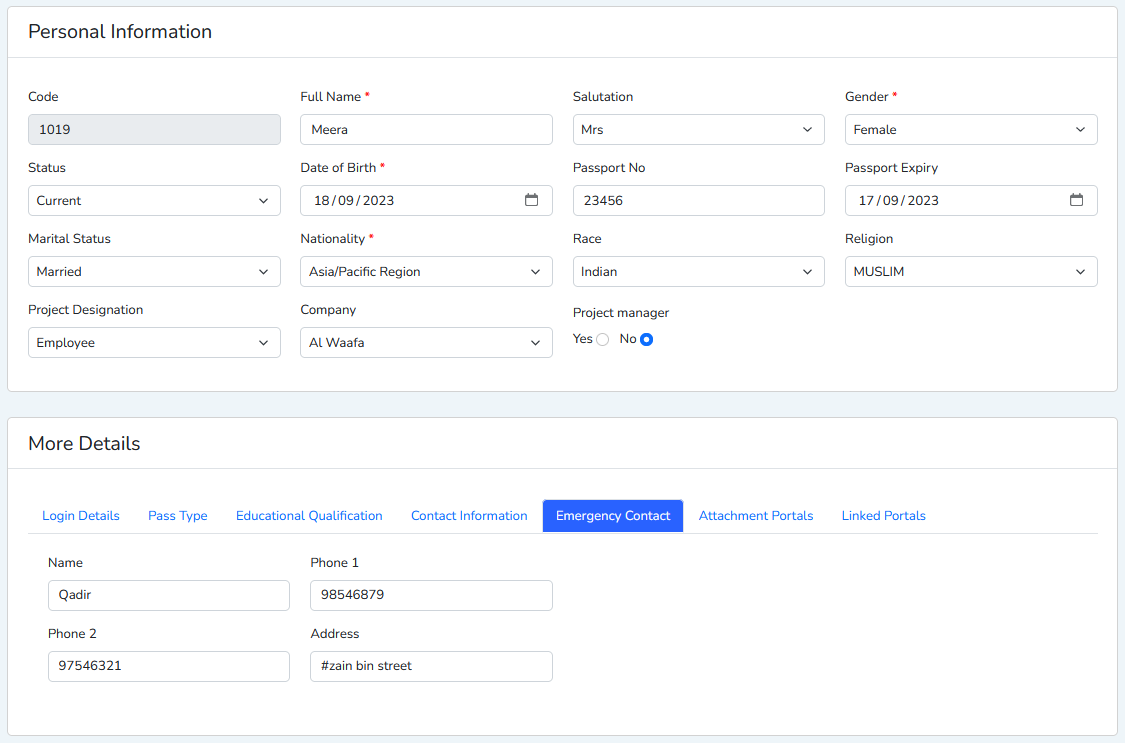 Personal Information
Code Full Name * Salutation Gender *
1019 Meera Mrs Female
Status Date of Birth * Passport No Passport Expiry
Current 18/09/2023 23456 17/09/2023
Marital Status Nationality * Race Religion
Married Asia/Pacific Region Indian MUSLIM
Project Designation Company Project manager
Employee Al Waafa Yes No
More Details
Login Details Pass Type Educational Qualification Contact Information Emergency Contact Attachment Portals Linked Portals
Name Phone 1
Qadir 98546879
Phone 2 Address
97546321 #zain bin street